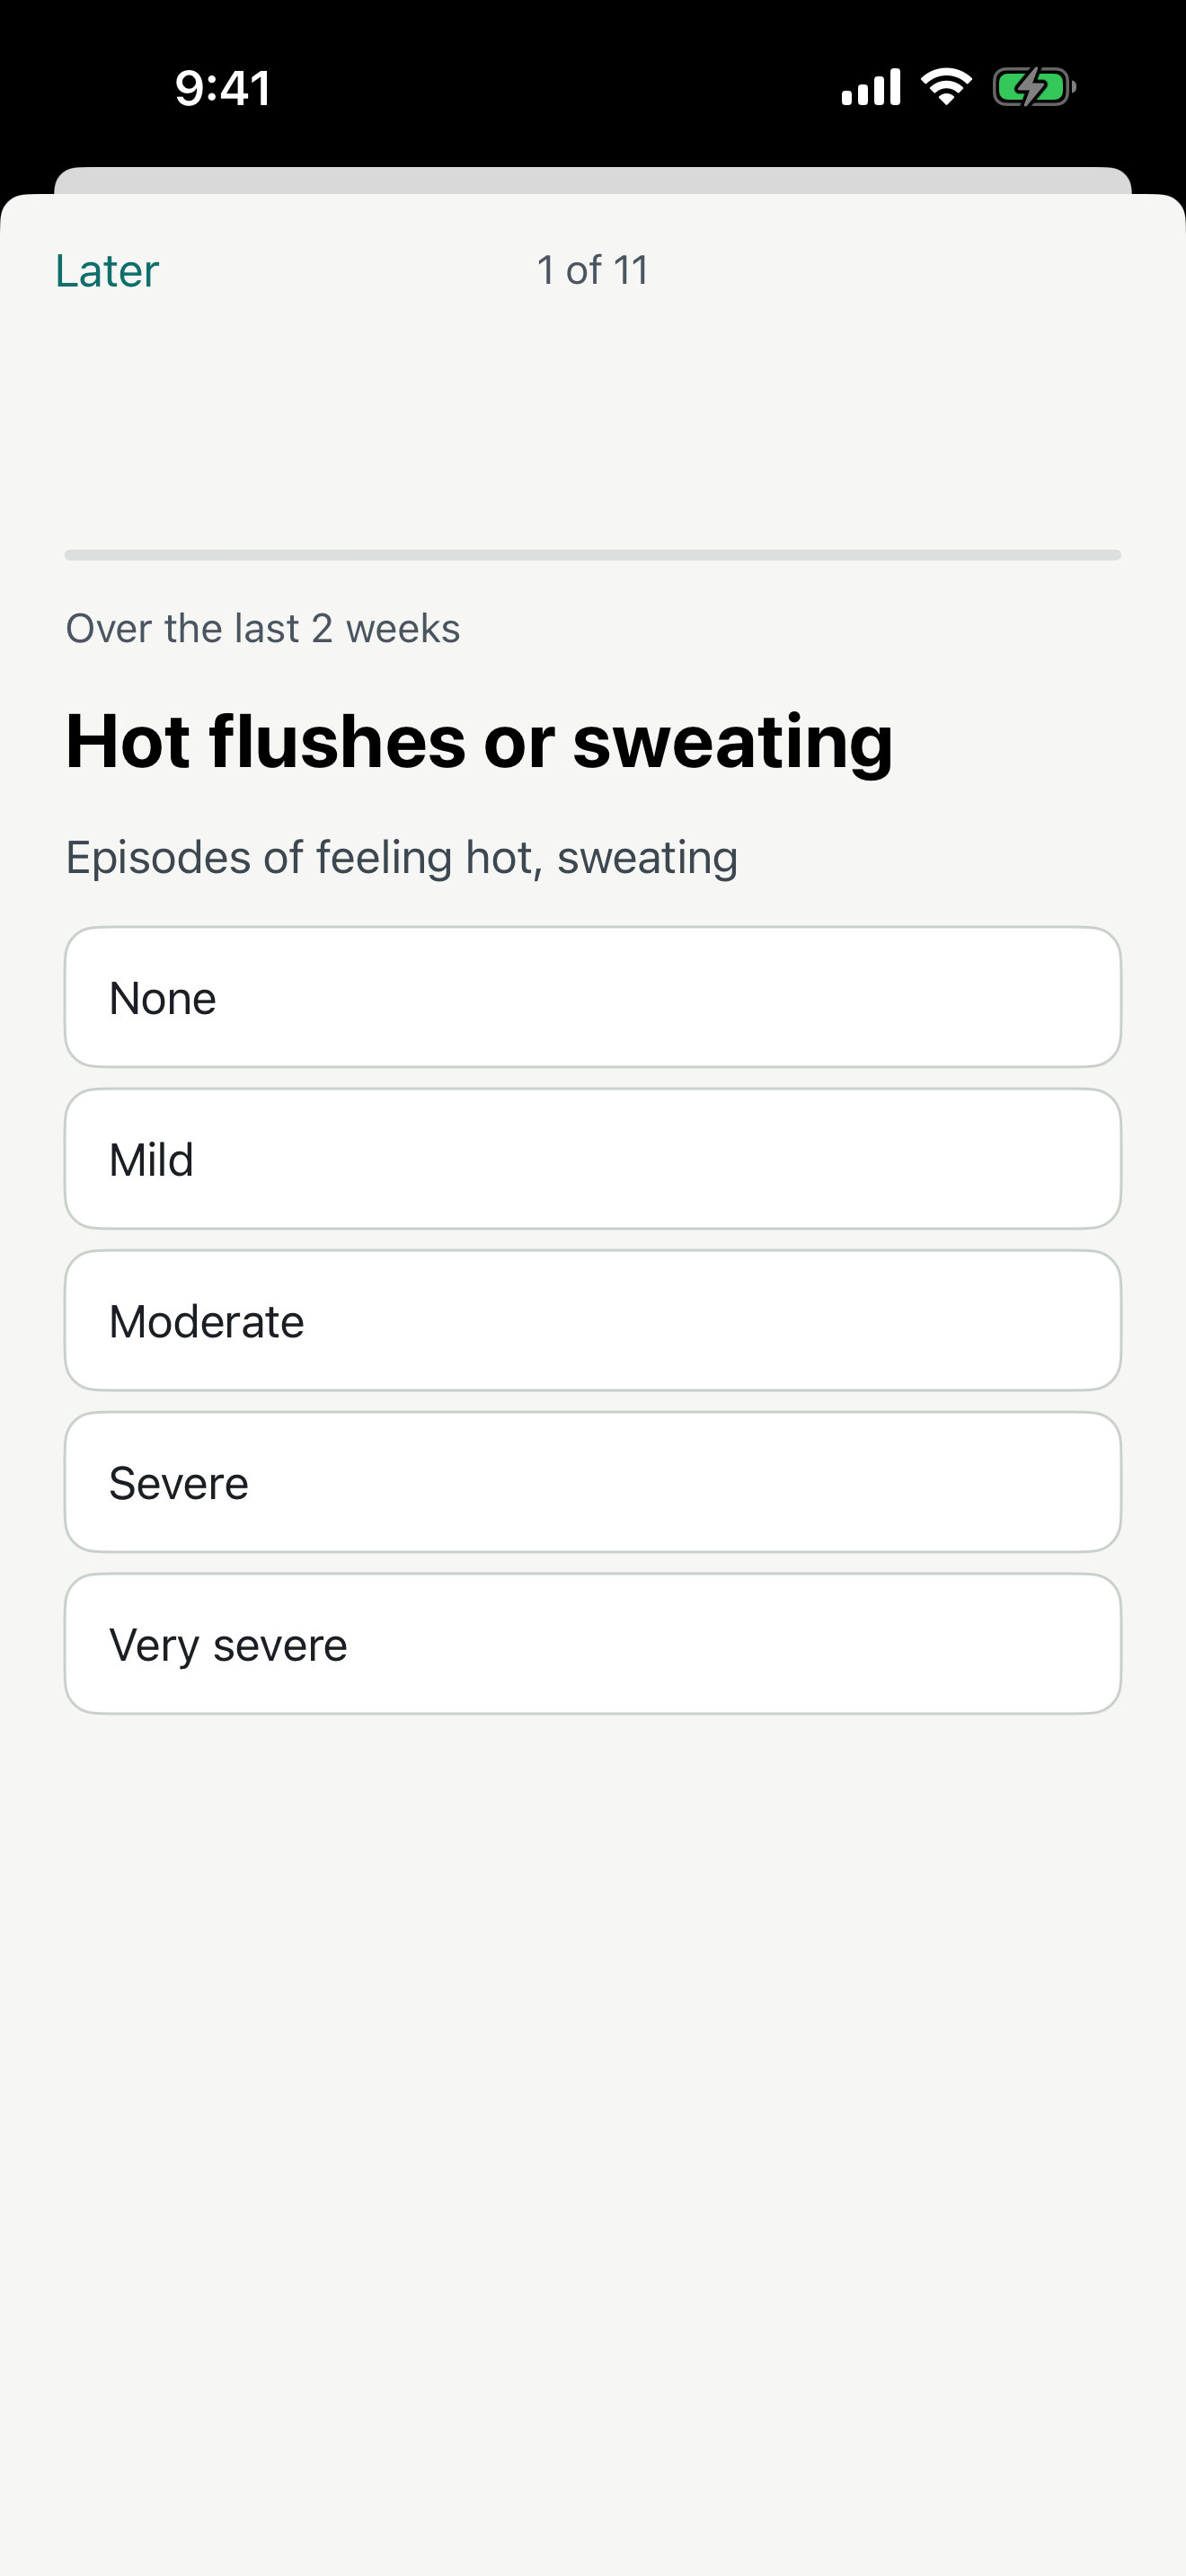 9:41
Later
1 of 11
Over the last 2 weeks
Hot flushes or sweating
Episodes of feeling hot, sweating
None
Mild
Moderate
Severe
Very severe